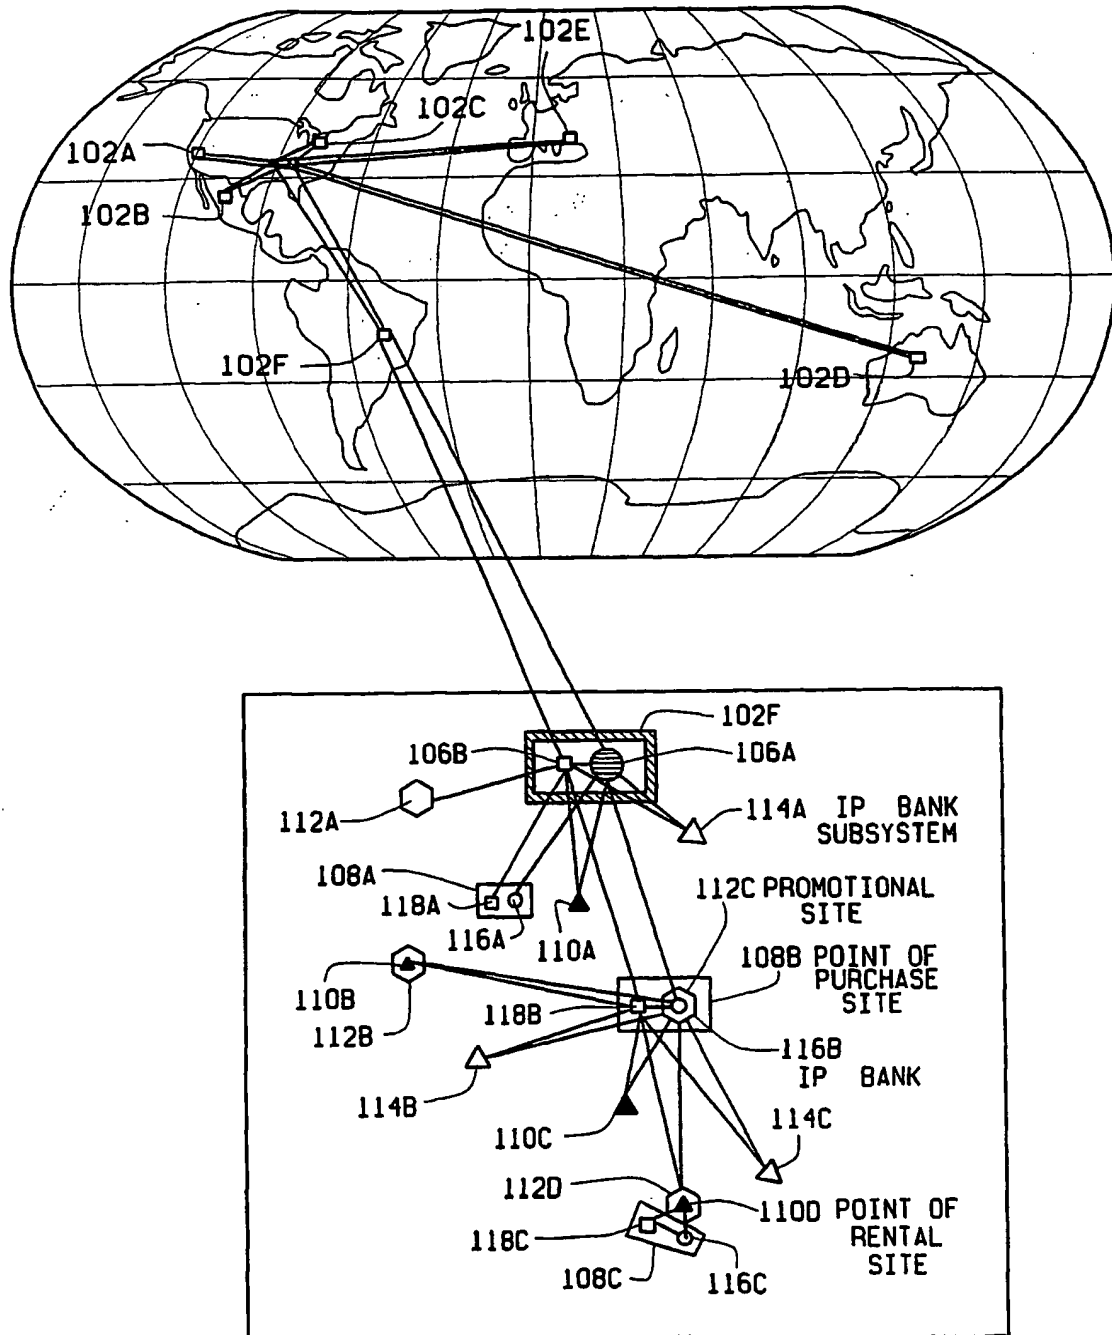 102E
102C
102A
102B
102F
102D
102F
106B
106A
112A
114A IP BANK
SUBSYSTEM
108A
112C PROMOTIONAL
SITE
118A
116A
110A
108B POINT OF
PURCHASE
SITE
110B
118B
112B
116B
IP BANK
114B
110C
114C
112D
110D POINT OF
RENTAL
SITE
118C
108C
116C